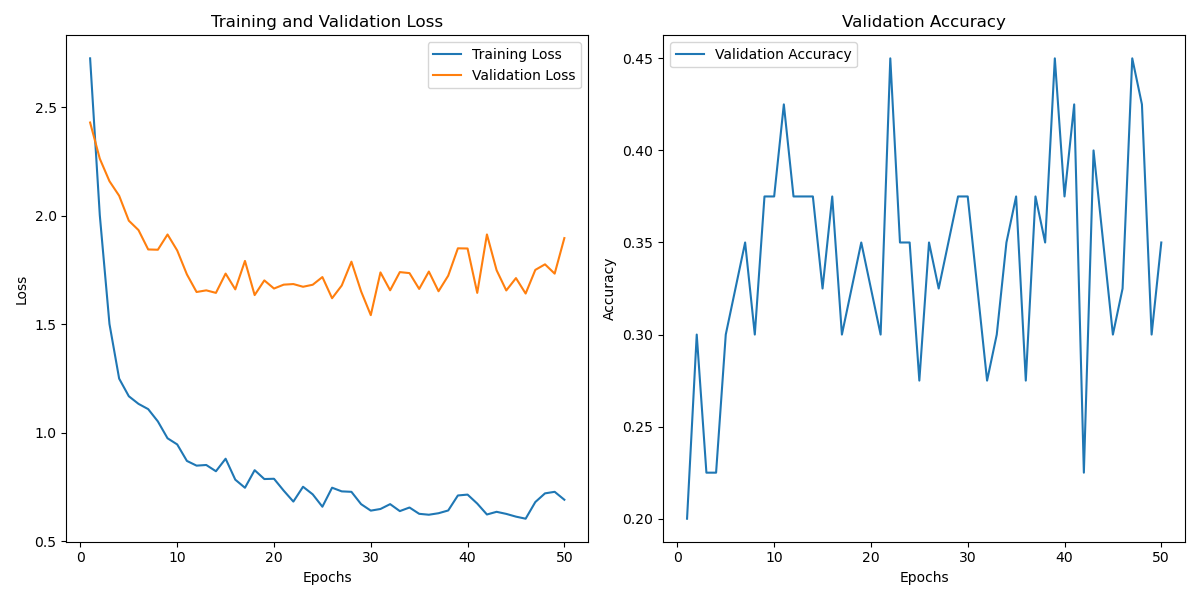 Training and Validation Loss
Training Loss
Validation Loss
2.5
2.0
1.5
1.0
0.5
Loss
0 10 20 30 40 50
Epochs
Validation Accuracy
Validation Accuracy
0.45
0.40
0.35
0.30
0.25
0.20
Accuracy
0 10 20 30 40 50
Epochs